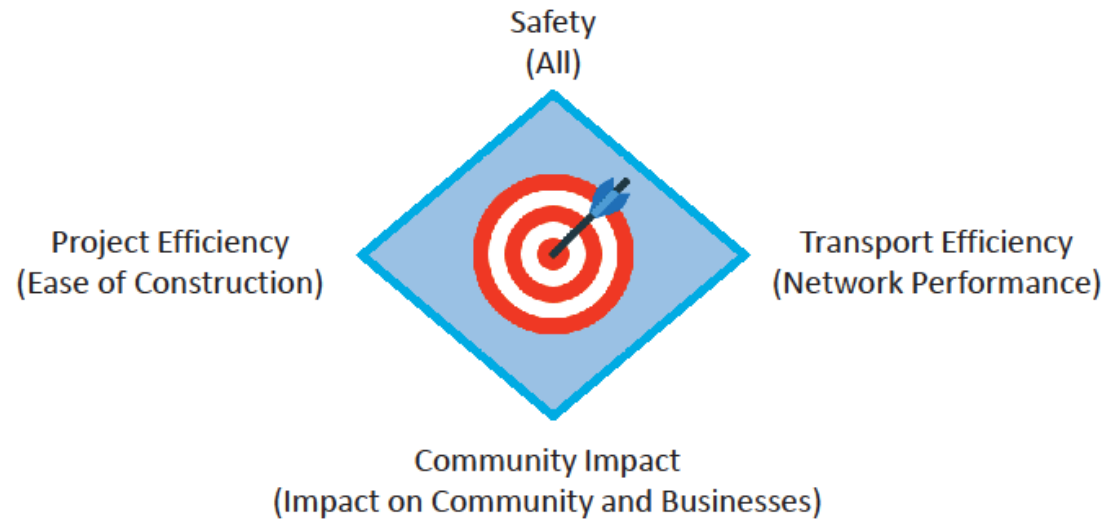 Safety
(All)
Project Efficiency
(Ease of Construction)
Transport Efficiency
(Network Performance)
Community Impact
(Impact on Community and Businesses)